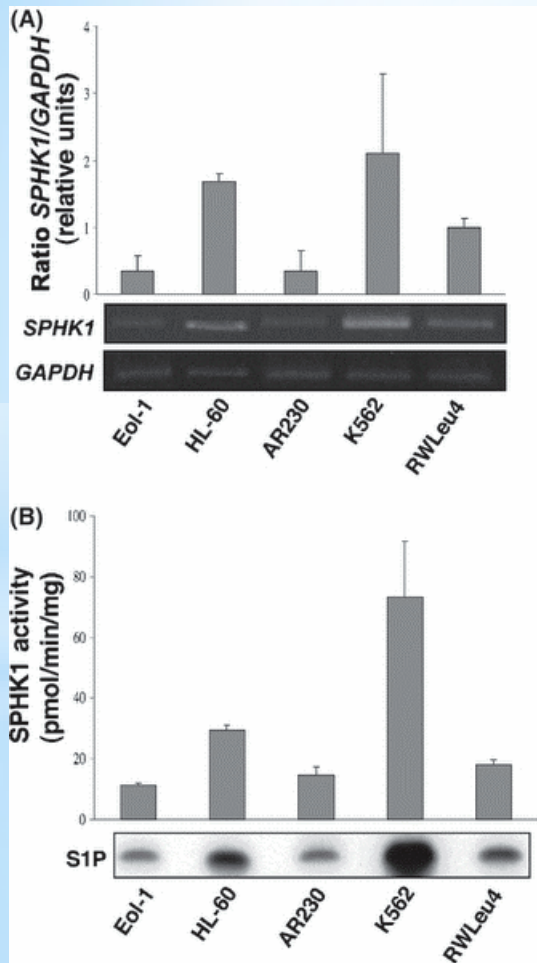 (A)
Ratio SPHK1/GAPDH
(relative units)
4
3
2
1
0
SPHK1
GAPDH
Eol-1
HL-60
AR230
K562
RWLeu4
(B)
SPHK1 activity
(pmol/min/mg)
100
80
60
40
20
0
S1P
Eol-1
HL-60
AR230
K562
RWLeu4